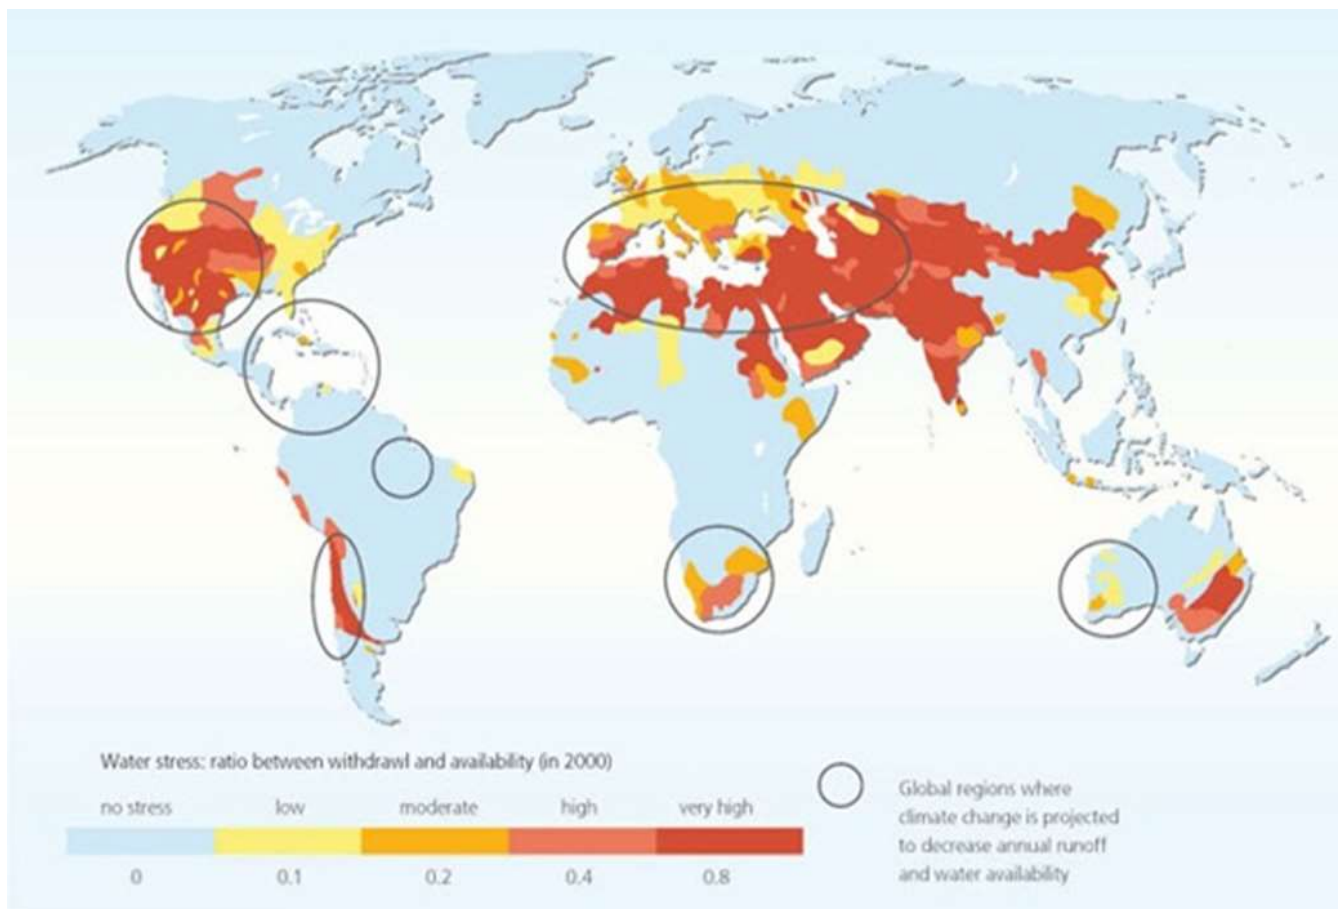 Water stress: ratio between withdrawl and availability (in 2000)
no stress low moderate high very high
0 0.1 0.2 0.4 0.8
Global regions where
climate change is projected
to decrease annual runoff
and water availability